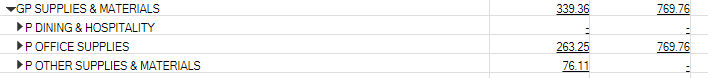 GP SUPPLIES & MATERIALS 339.36 769.76
P DINING & HOSPITALITY - -
P OFFICE SUPPLIES 263.25 769.76
P OTHER SUPPLIES & MATERIALS 76.11 -